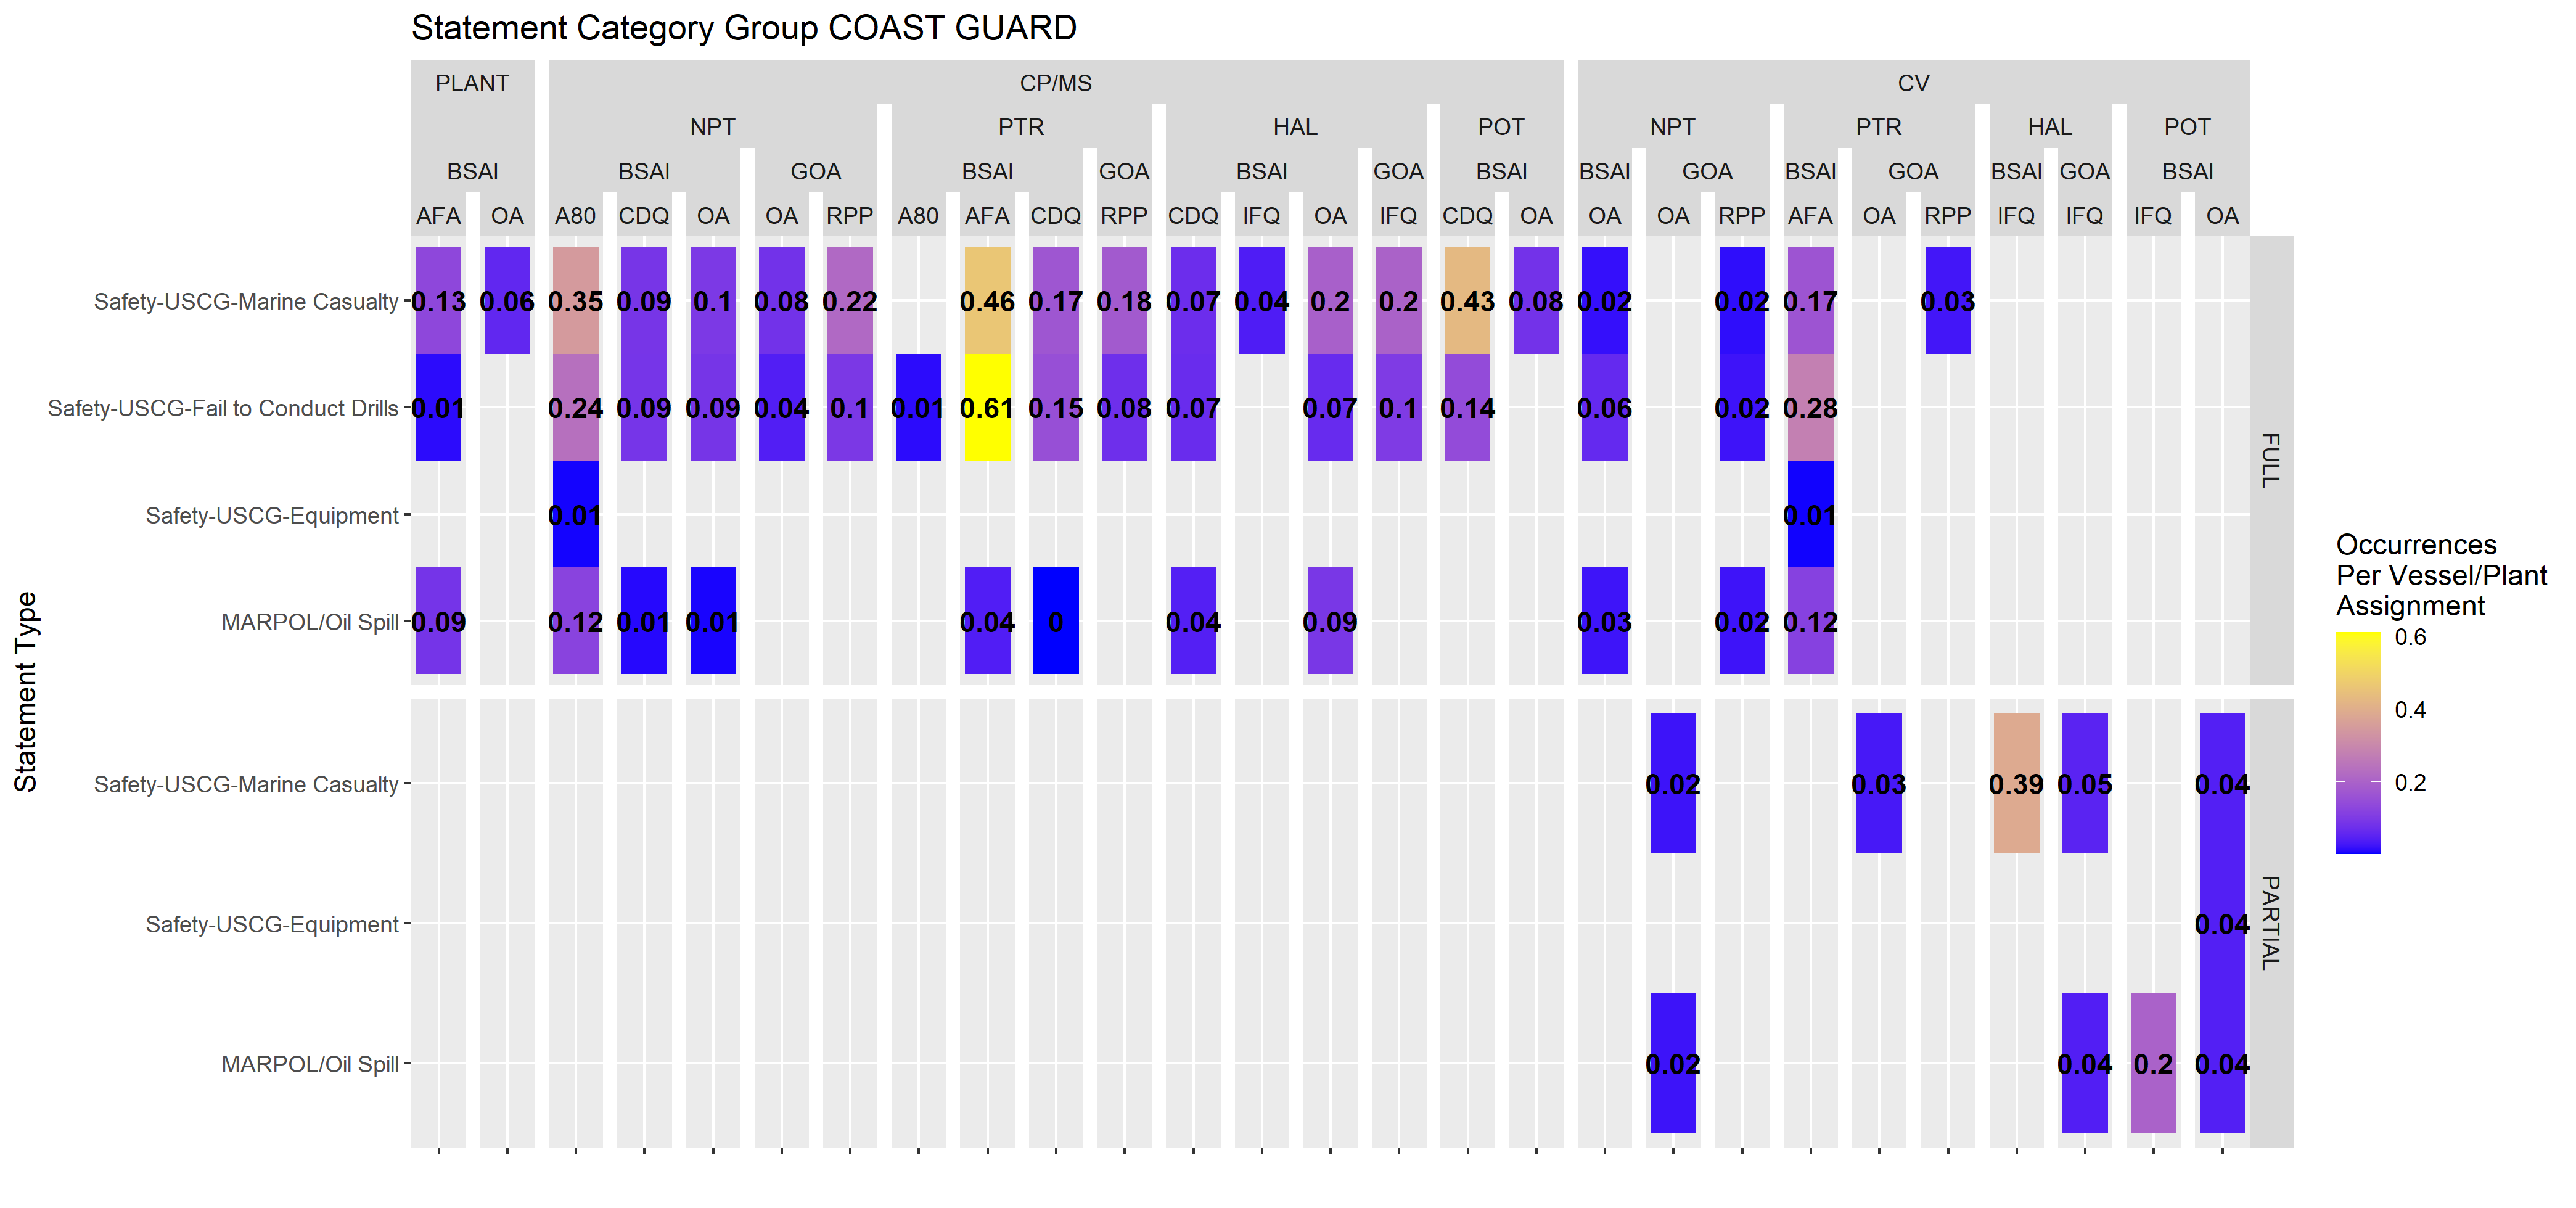 Statement Category Group COAST GUARD
PLANT CP/MS CV
NPT PTR HAL POT NPT PTR HAL POT
BSAI BSAI GOA BSAI GOA BSAI GOA BSAI BSAI GOA BSAI GOA BSAI GOA BSAI
AFA OA A80 CDQ OA OA RPP A80 AFA CDQ RPP CDQ IFQ OA IFQ CDQ OA OA OA RPP AFA OA RPP IFQ IFQ IFQ OA
Safety-USCG-Marine Casualty 0.13 0.06 0.35 0.09 0.1 0.08 0.22 0.46 0.17 0.18 0.07 0.04 0.2 0.2 0.43 0.08 0.02 0.02 0.17 0.03
Safety-USCG-Fail to Conduct Drills 0.01 0.24 0.09 0.09 0.04 0.1 0.01 0.61 0.15 0.08 0.07 0.07 0.1 0.14 0.06 0.02 0.28
Safety-USCG-Equipment 0.01 0.01
MARPOL/Oil Spill 0.09 0.12 0.01 0.01 0.04 0 0.04 0.09 0.03 0.02 0.12
FULL
Safety-USCG-Marine Casualty 0.02 0.03 0.39 0.05 0.04
Safety-USCG-Equipment 0.04
MARPOL/Oil Spill 0.02 0.04 0.2 0.04
PARTIAL
Statement Type
Occurrences
Per Vessel/Plant
Assignment
0.6
0.4
0.2